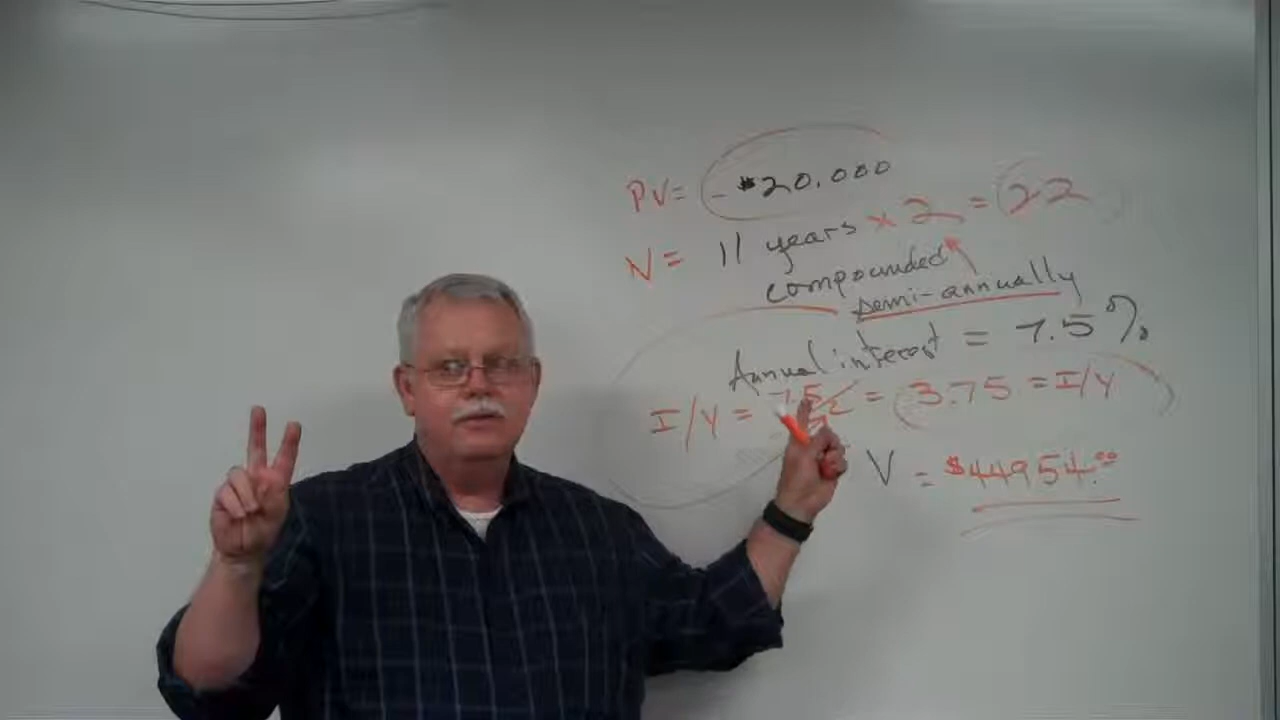 PV= -$20,000
N= 11 years x 2 = 22
compounded
semi-annually
Annual interest = 7.5%
I/Y = 7.5/2 = 3.75 = I/Y
V = $44954.00